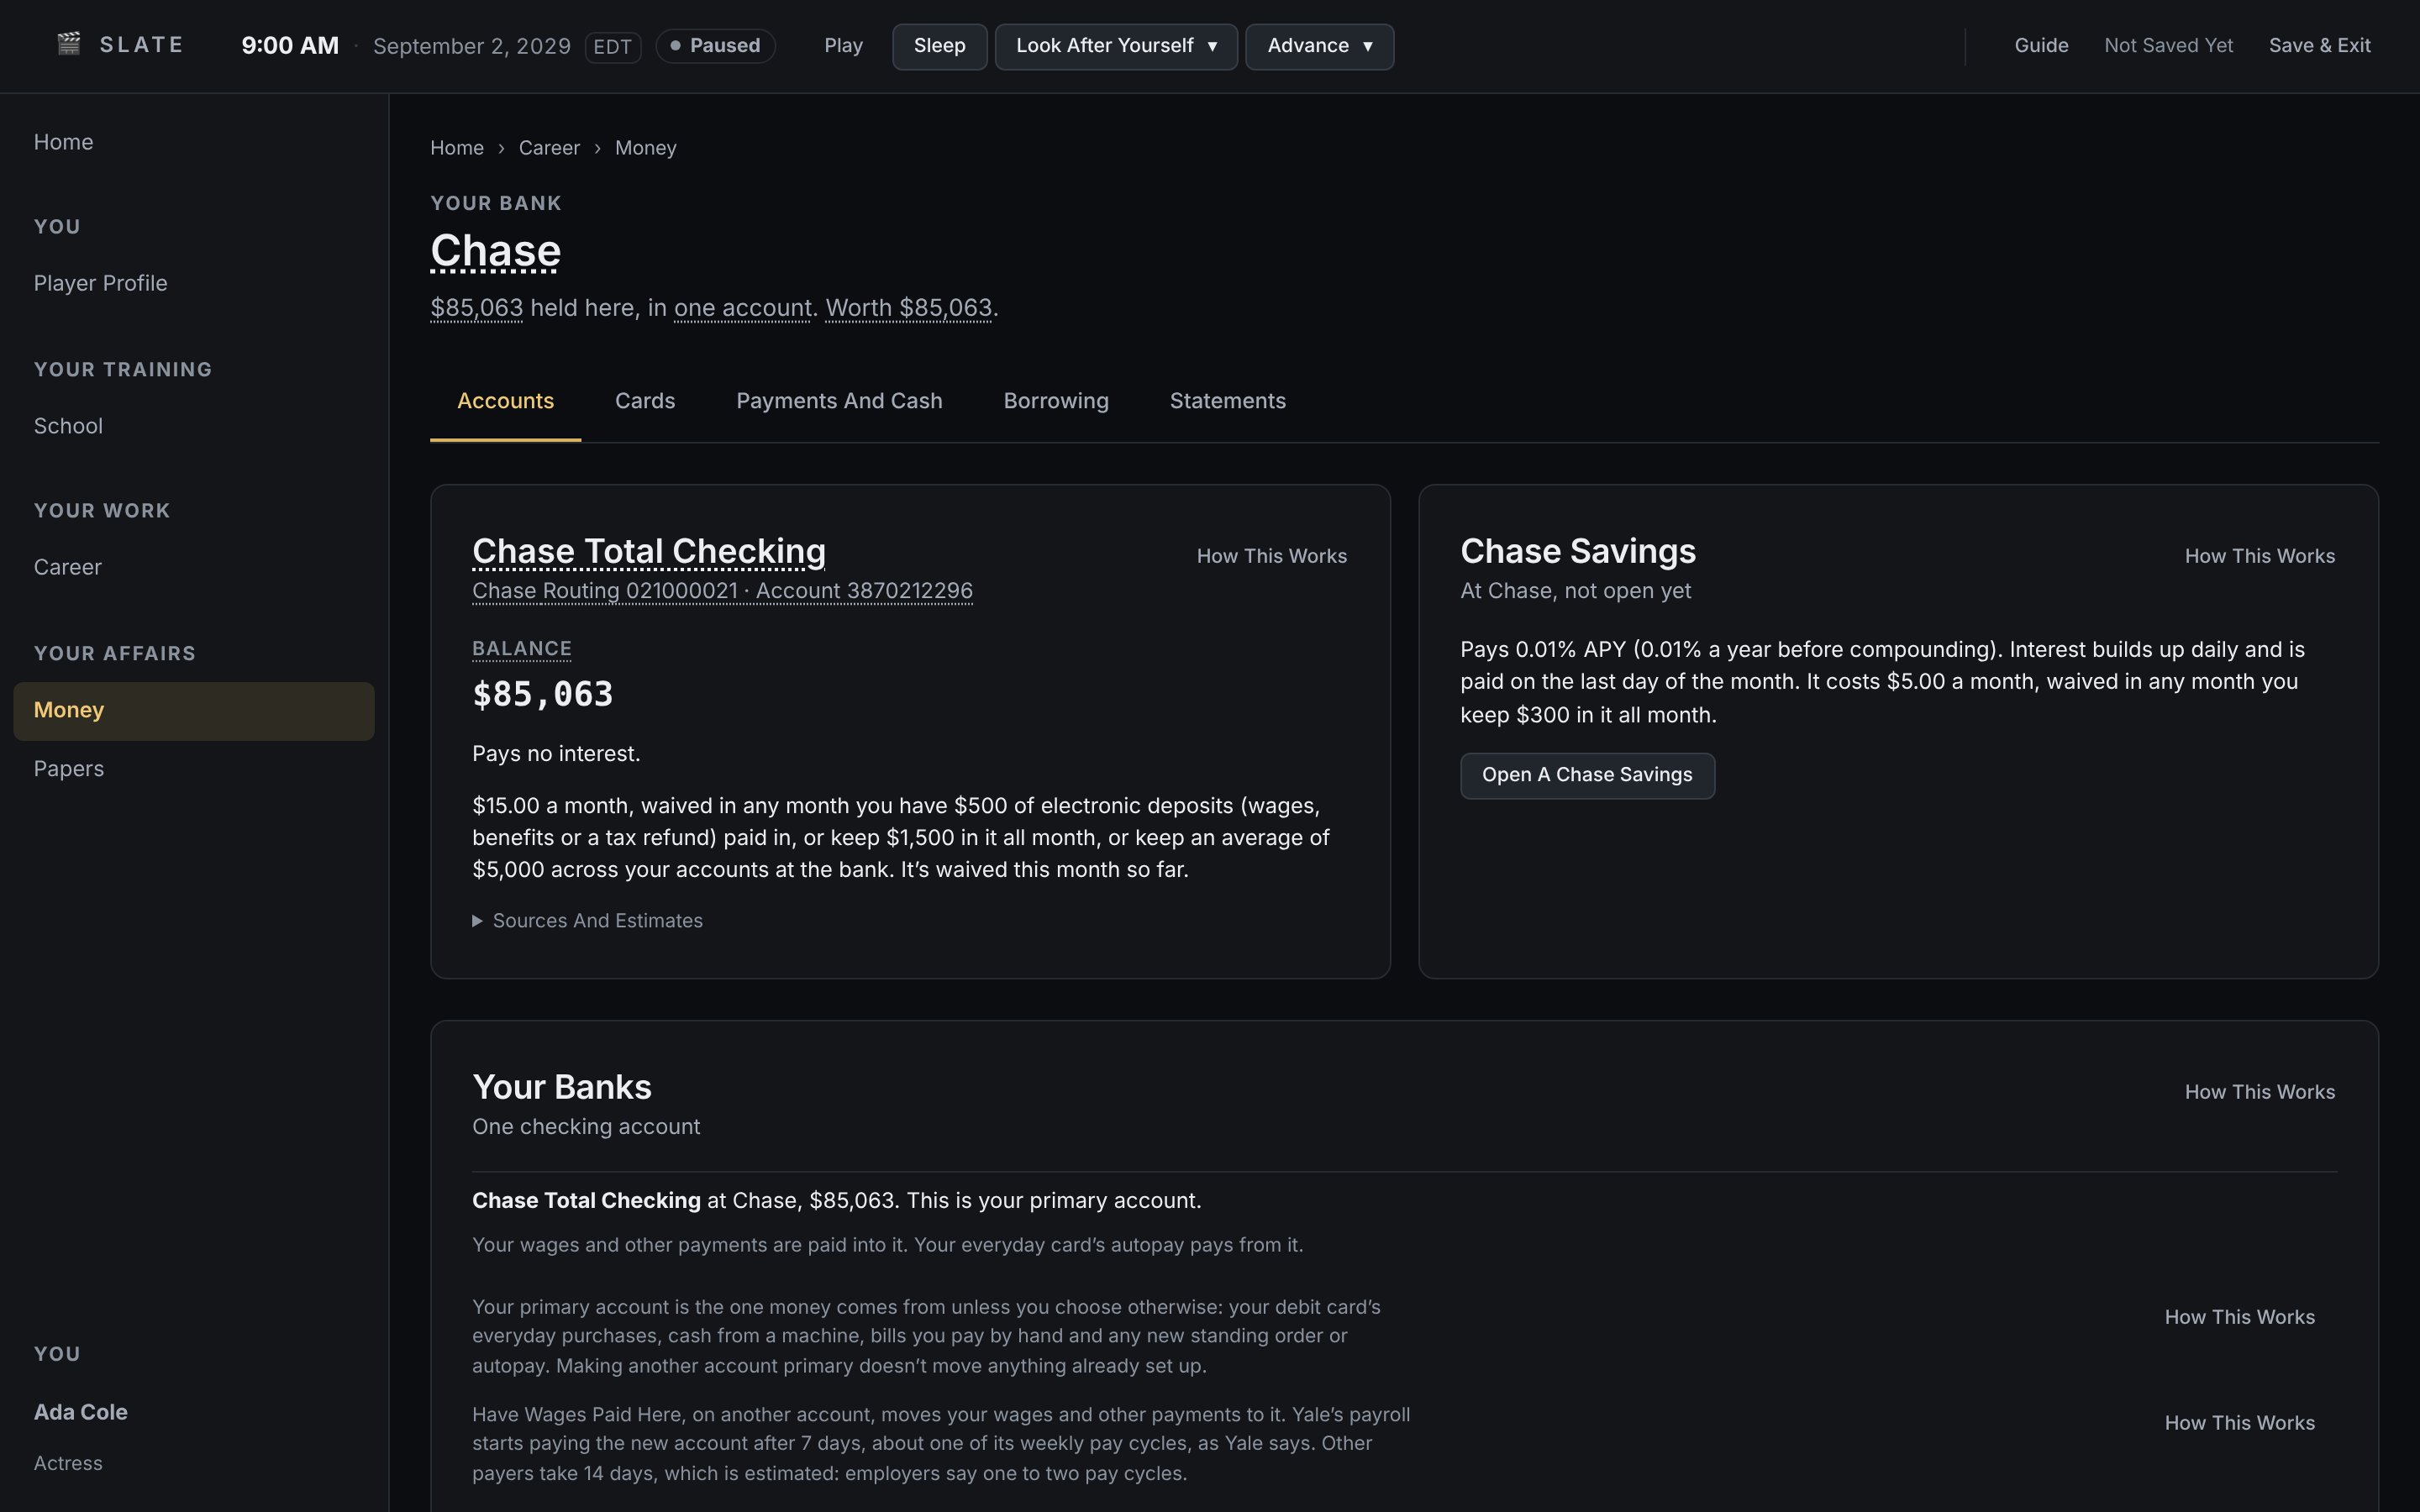 SLATE
9:00 AM · September 2, 2029 EDT Paused Play Sleep Look After Yourself ▾ Advance ▾ Guide Not Saved Yet Save & Exit
Home
YOU
Player Profile
YOUR TRAINING
School
YOUR WORK
Career
YOUR AFFAIRS
Money
Papers
YOU
Ada Cole
Actress
Home › Career › Money
YOUR BANK
Chase
$85,063 held here, in one account. Worth $85,063.
Accounts Cards Payments And Cash Borrowing Statements
Chase Total Checking How This Works
Chase Routing 021000021 · Account 3870212296
BALANCE
$85,063
Pays no interest.
$15.00 a month, waived in any month you have $500 of electronic deposits (wages,
benefits or a tax refund) paid in, or keep $1,500 in it all month, or keep an average of
$5,000 across your accounts at the bank. It’s waived this month so far.
▶ Sources And Estimates
Chase Savings How This Works
At Chase, not open yet
Pays 0.01% APY (0.01% a year before compounding). Interest builds up daily and is
paid on the last day of the month. It costs $5.00 a month, waived in any month you
keep $300 in it all month.
Open A Chase Savings
Your Banks How This Works
One checking account
Chase Total Checking at Chase, $85,063. This is your primary account.
Your wages and other payments are paid into it. Your everyday card’s autopay pays from it.
Your primary account is the one money comes from unless you choose otherwise: your debit card’s
everyday purchases, cash from a machine, bills you pay by hand and any new standing order or
autopay. Making another account primary doesn’t move anything already set up.
How This Works
Have Wages Paid Here, on another account, moves your wages and other payments to it. Yale’s payroll
starts paying the new account after 7 days, about one of its weekly pay cycles, as Yale says. Other
payers take 14 days, which is estimated: employers say one to two pay cycles.
How This Works